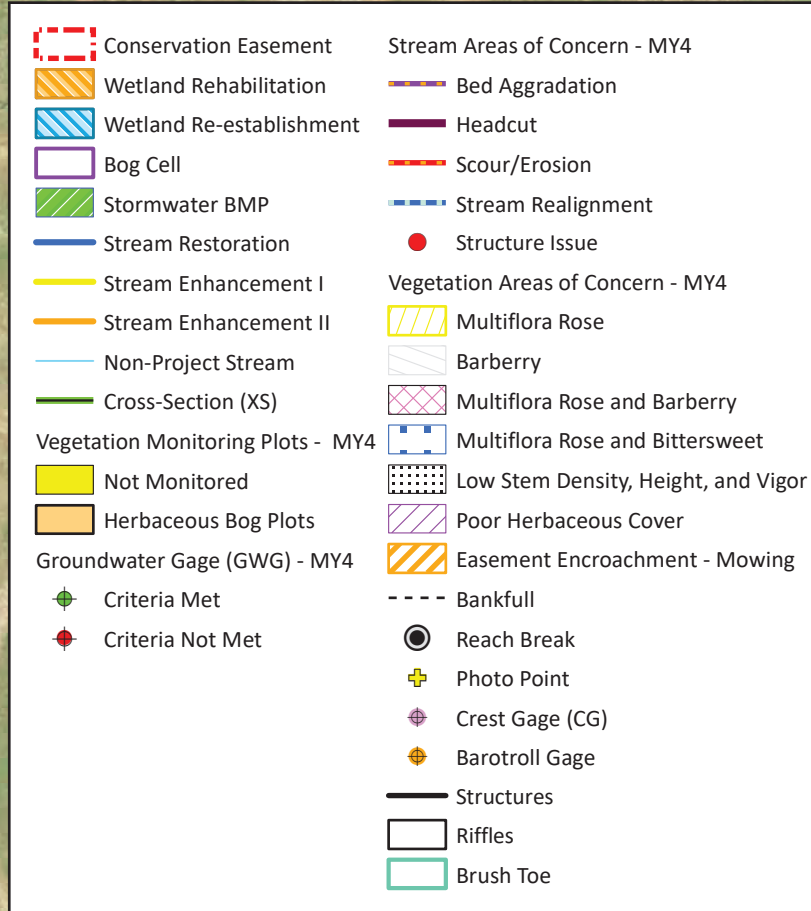 Conservation Easement
Wetland Rehabilitation
Wetland Re-establishment
Bog Cell
Stormwater BMP
Stream Restoration
Stream Enhancement I
Stream Enhancement II
Non-Project Stream
Cross-Section (XS)
Vegetation Monitoring Plots - MY4
Not Monitored
Herbaceous Bog Plots
Groundwater Gage (GWG) - MY4
Criteria Met
Criteria Not Met
Stream Areas of Concern - MY4
Bed Aggradation
Headcut
Scour/Erosion
Stream Realignment
Structure Issue
Vegetation Areas of Concern - MY4
Multiflora Rose
Barberry
Multiflora Rose and Barberry
Multiflora Rose and Bittersweet
Low Stem Density, Height, and Vigor
Poor Herbaceous Cover
Easement Encroachment - Mowing
Bankfull
Reach Break
Photo Point
Crest Gage (CG)
Barotroll Gage
Structures
Riffles
Brush Toe